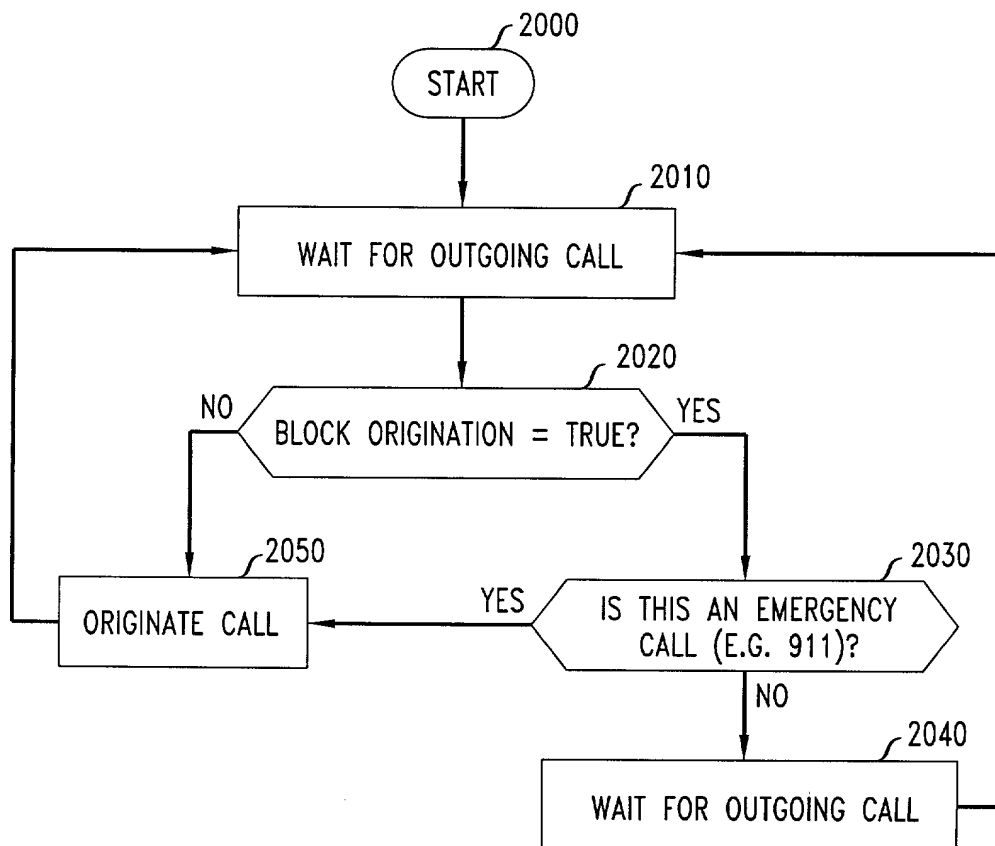 2000
START
2010
WAIT FOR OUTGOING CALL
2020
NO
BLOCK ORIGINATION = TRUE?
YES
2050
ORIGINATE CALL
YES
2030
IS THIS AN EMERGENCY
CALL (E.G. 911)?
NO
2040
WAIT FOR OUTGOING CALL